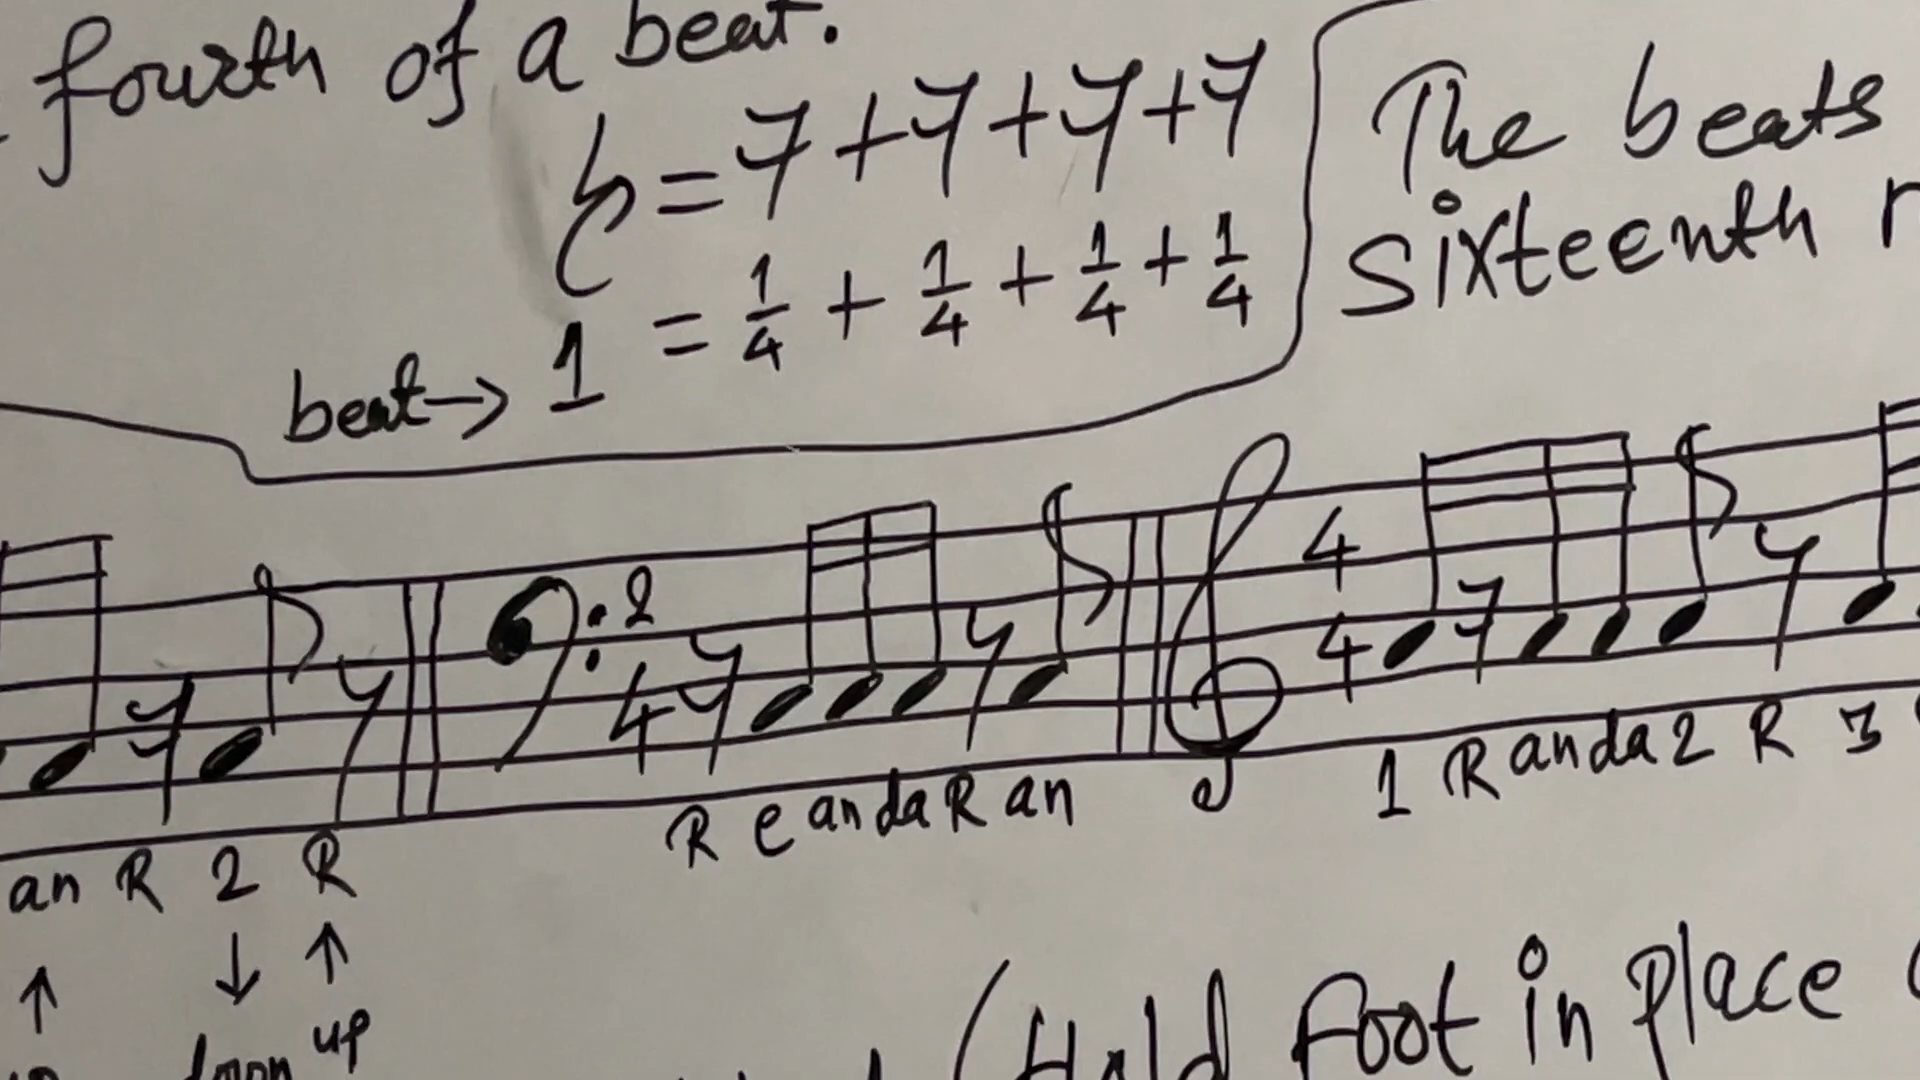 fourth of a beat.
= 7 + 7 + 7 + 7
The beats
sixteenth
1 = 1/4 + 1/4 + 1/4 + 1/4
beat → 1
2
4
4
4
R e an da R an
1 R an da 2 R 3
an R 2 R
↑ ↓ ↑
down up
(Hold foot in place